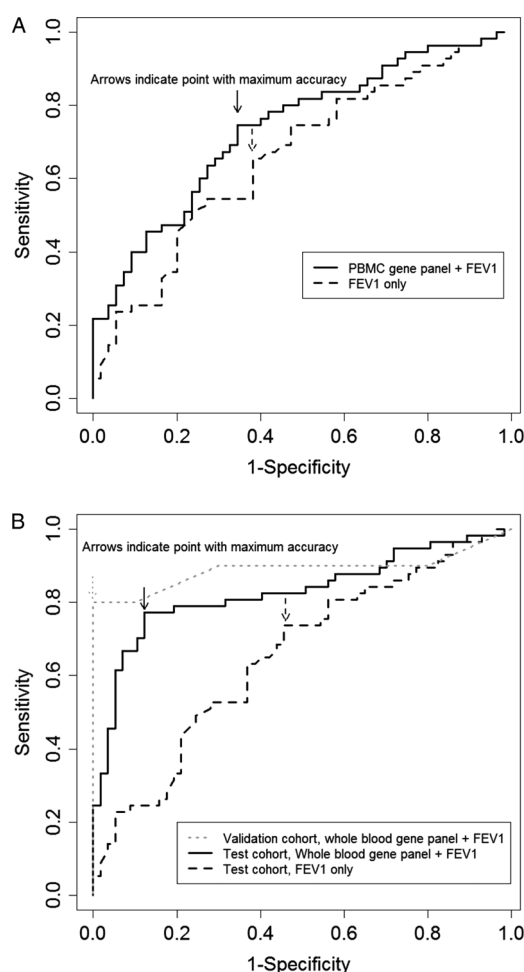 A
Arrows indicate point with maximum accuracy
Sensitivity
1.0
0.8
0.6
0.4
0.2
0.0
PBMC gene panel + FEV1
FEV1 only
0.0 0.2 0.4 0.6 0.8 1.0
1-Specificity
B
Arrows indicate point with maximum accuracy
Sensitivity
1.0
0.8
0.6
0.4
0.2
0.0
Validation cohort, whole blood gene panel + FEV1
Test cohort, Whole blood gene panel + FEV1
Test cohort, FEV1 only
0.0 0.2 0.4 0.6 0.8 1.0
1-Specificity